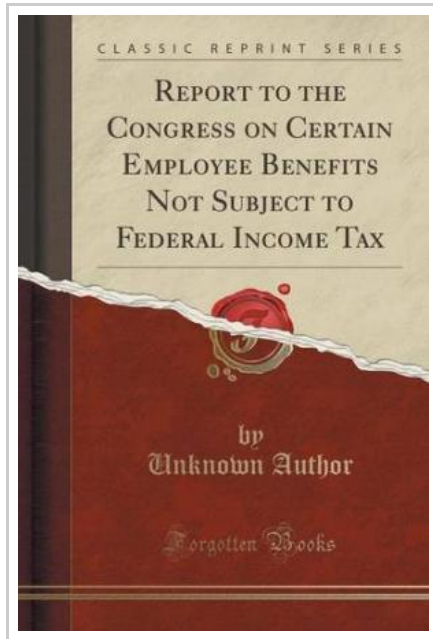 CLASSIC REPRINT SERIES
REPORT TO THE
CONGRESS ON CERTAIN
EMPLOYEE BENEFITS
NOT SUBJECT TO
FEDERAL INCOME TAX
by
Unknown Author
Forgotten Books